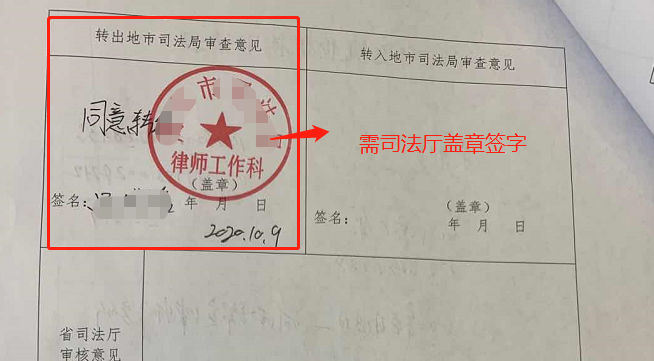 转出地市司法局审查意见
转入地市司法局审查意见
同意转
市司法
律师工作科
需司法厅盖章签字
(盖章)
签名：
年 月 日
2020.10.9
(盖章)
签名：
年 月 日
省司法厅
审核意见